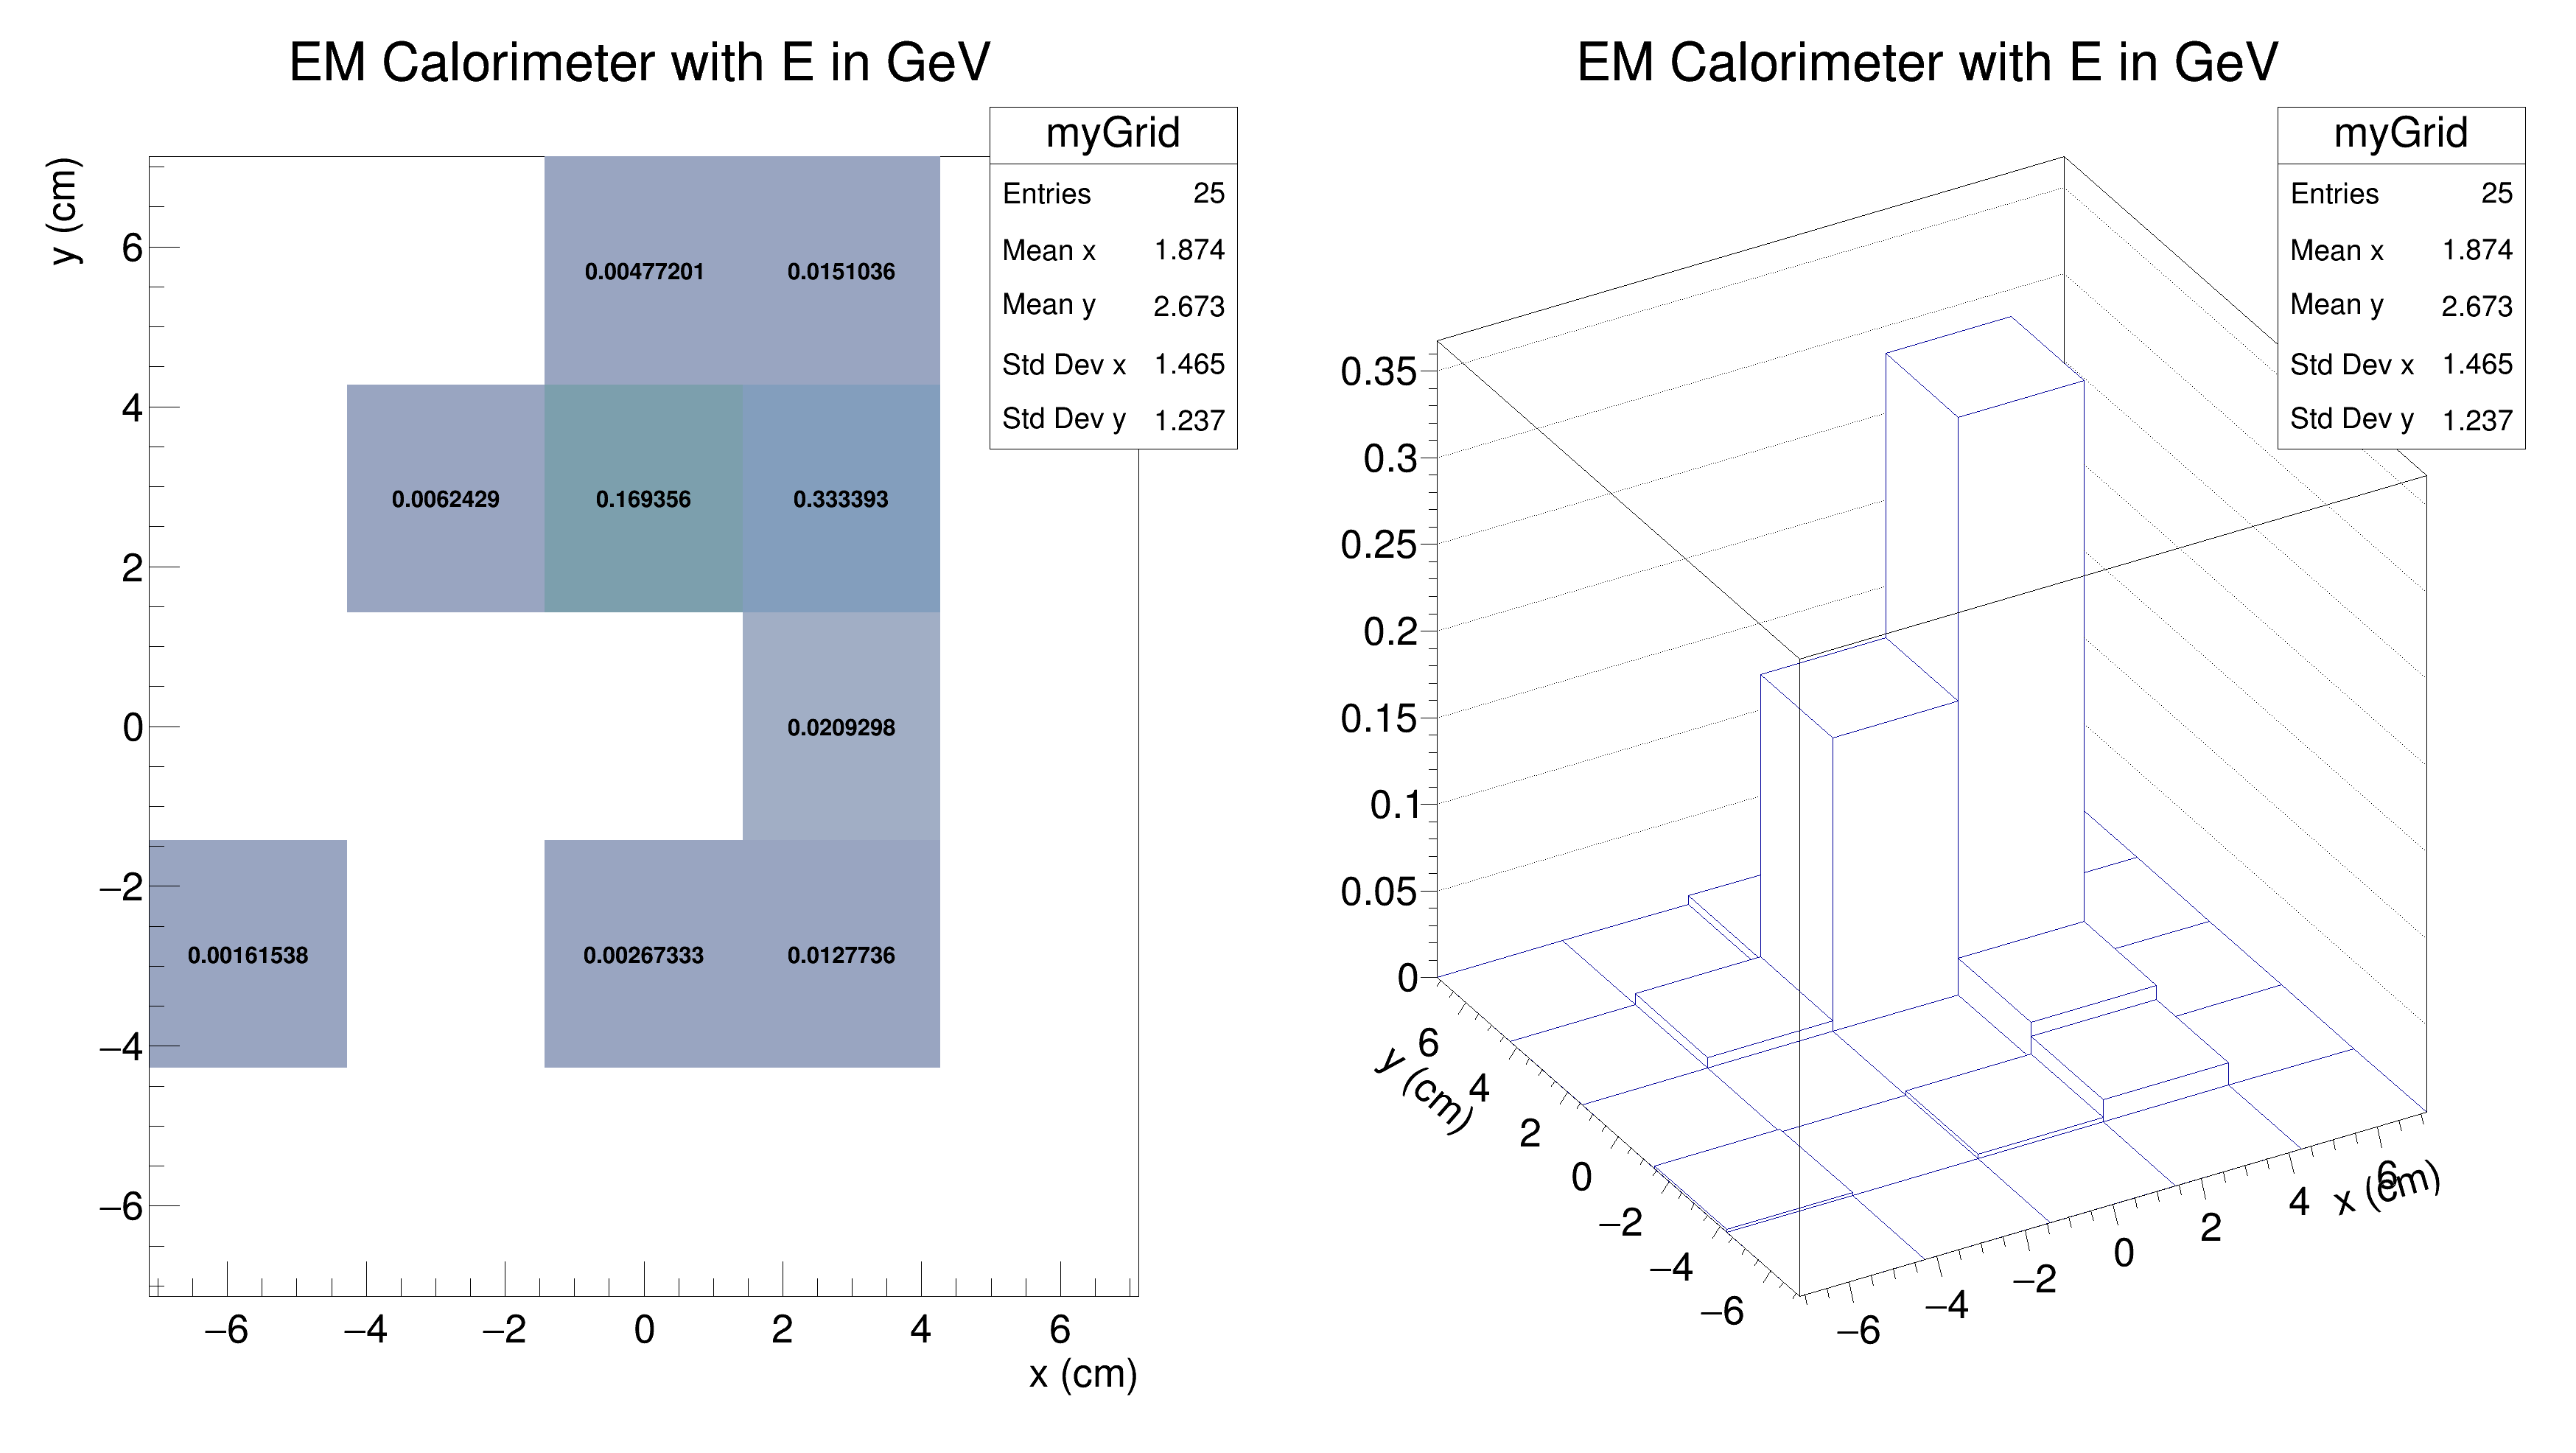 EM Calorimeter with E in GeV
myGrid
Entries 25
Mean x 1.874
Mean y 2.673
Std Dev x 1.465
Std Dev y 1.237
y (cm)
6
4
2
0
−2
−4
−6
0.00477201 0.0151036
0.0062429 0.169356 0.333393
0.0209298
0.00161538 0.00267333 0.0127736
−6 −4 −2 0 2 4 6
x (cm)
EM Calorimeter with E in GeV
myGrid
Entries 25
Mean x 1.874
Mean y 2.673
Std Dev x 1.465
Std Dev y 1.237
0.35
0.3
0.25
0.2
0.15
0.1
0.05
0
y (cm)
6
4
2
0
−2
−4
−6
−6 −4 −2 0 2 4 6
x (cm)